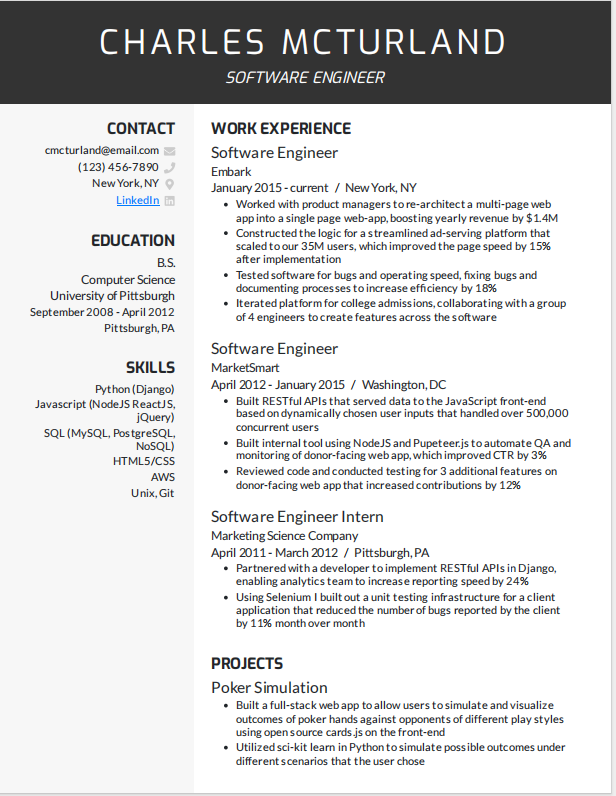 CHARLES MCTURLAND
SOFTWARE ENGINEER
CONTACT
cmcturland@email.com
(123) 456-7890
New York, NY
LinkedIn
EDUCATION
B.S.
Computer Science
University of Pittsburgh
September 2008 - April 2012
Pittsburgh, PA
SKILLS
Python (Django)
Javascript (NodeJS ReactJS,
jQuery)
SQL (MySQL, PostgreSQL,
NoSQL)
HTML5/CSS
AWS
Unix, Git
WORK EXPERIENCE
Software Engineer
Embark
January 2015 - current / New York, NY
• Worked with product managers to re-architect a multi-page web
app into a single page web-app, boosting yearly revenue by $1.4M
• Constructed the logic for a streamlined ad-serving platform that
scaled to our 35M users, which improved the page speed by 15%
after implementation
• Tested software for bugs and operating speed, fixing bugs and
documenting processes to increase efficiency by 18%
• Iterated platform for college admissions, collaborating with a group
of 4 engineers to create features across the software
Software Engineer
MarketSmart
April 2012 - January 2015 / Washington, DC
• Built RESTful APIs that served data to the JavaScript front-end
based on dynamically chosen user inputs that handled over 500,000
concurrent users
• Built internal tool using NodeJS and Pupeteer.js to automate QA and
monitoring of donor-facing web app, which improved CTR by 3%
• Reviewed code and conducted testing for 3 additional features on
donor-facing web app that increased contributions by 12%
Software Engineer Intern
Marketing Science Company
April 2011 - March 2012 / Pittsburgh, PA
• Partnered with a developer to implement RESTful APIs in Django,
enabling analytics team to increase reporting speed by 24%
• Using Selenium I built out a unit testing infrastructure for a client
application that reduced the number of bugs reported by the client
by 11% month over month
PROJECTS
Poker Simulation
• Built a full-stack web app to allow users to simulate and visualize
outcomes of poker hands against opponents of different play styles
using open source cards.js on the front-end
• Utilized sci-kit learn in Python to simulate possible outcomes under
different scenarios that the user chose